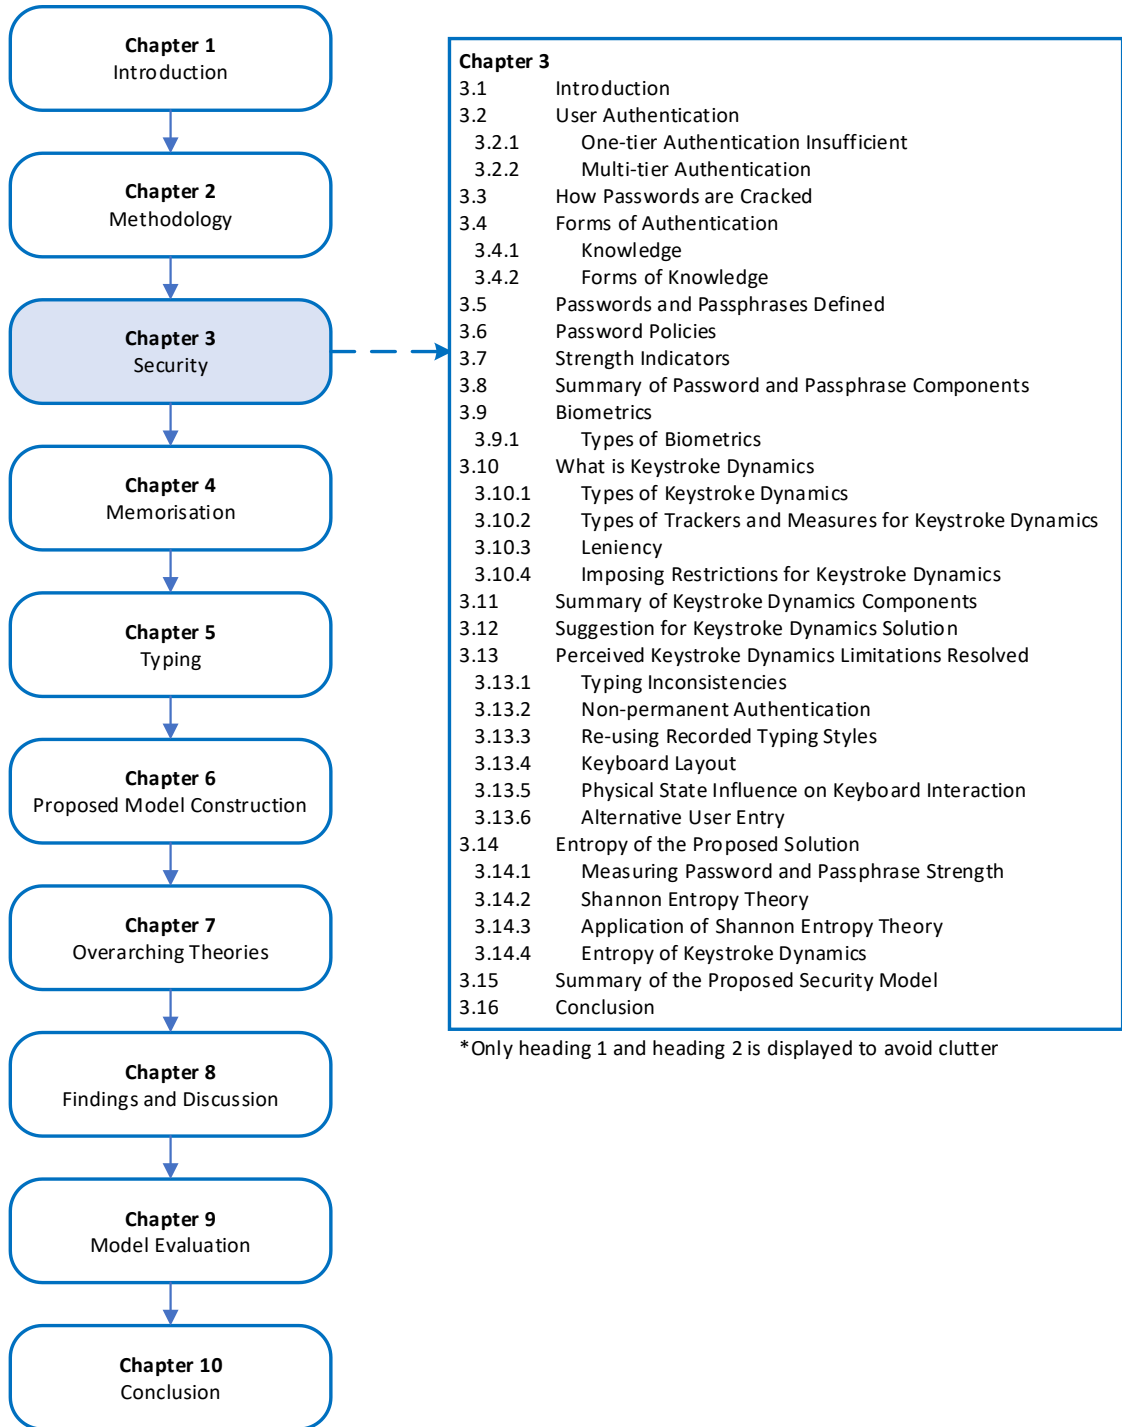 Chapter 1
Introduction
Chapter 2
Methodology
Chapter 3
Security
Chapter 4
Memorisation
Chapter 5
Typing
Chapter 6
Proposed Model Construction
Chapter 7
Overarching Theories
Chapter 8
Findings and Discussion
Chapter 9
Model Evaluation
Chapter 10
Conclusion
Chapter 3
3.1 Introduction
3.2 User Authentication
3.2.1 One-tier Authentication Insufficient
3.2.2 Multi-tier Authentication
3.3 How Passwords are Cracked
3.4 Forms of Authentication
3.4.1 Knowledge
3.4.2 Forms of Knowledge
3.5 Passwords and Passphrases Defined
3.6 Password Policies
3.7 Strength Indicators
3.8 Summary of Password and Passphrase Components
3.9 Biometrics
3.9.1 Types of Biometrics
3.10 What is Keystroke Dynamics
3.10.1 Types of Keystroke Dynamics
3.10.2 Types of Trackers and Measures for Keystroke Dynamics
3.10.3 Leniency
3.10.4 Imposing Restrictions for Keystroke Dynamics
3.11 Summary of Keystroke Dynamics Components
3.12 Suggestion for Keystroke Dynamics Solution
3.13 Perceived Keystroke Dynamics Limitations Resolved
3.13.1 Typing Inconsistencies
3.13.2 Non-permanent Authentication
3.13.3 Re-using Recorded Typing Styles
3.13.4 Keyboard Layout
3.13.5 Physical State Influence on Keyboard Interaction
3.13.6 Alternative User Entry
3.14 Entropy of the Proposed Solution
3.14.1 Measuring Password and Passphrase Strength
3.14.2 Shannon Entropy Theory
3.14.3 Application of Shannon Entropy Theory
3.14.4 Entropy of Keystroke Dynamics
3.15 Summary of the Proposed Security Model
3.16 Conclusion
*Only heading 1 and heading 2 is displayed to avoid clutter